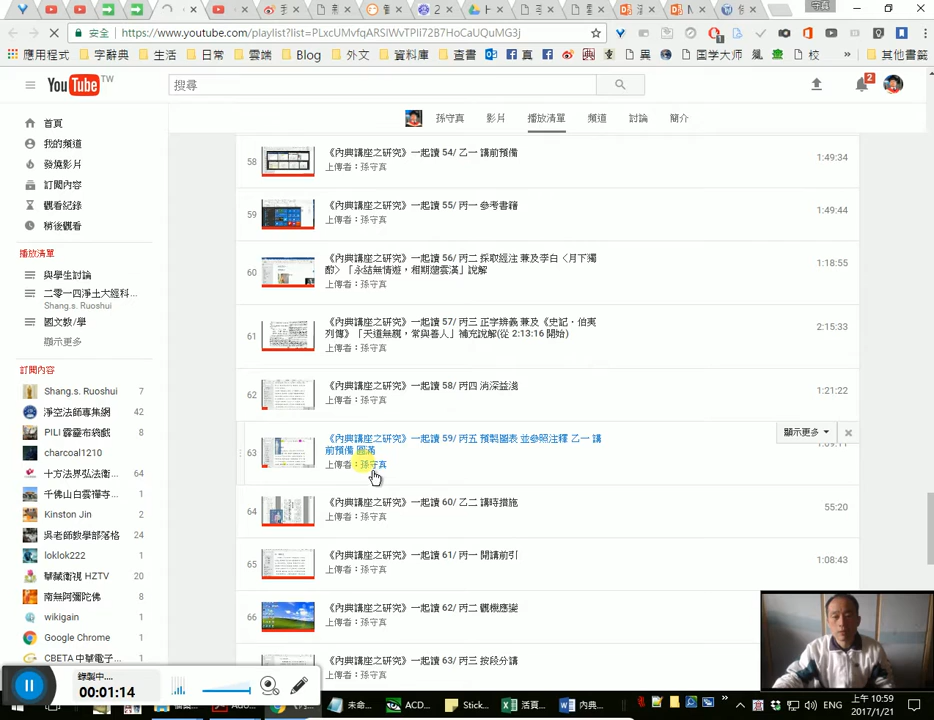 安全
https://www.youtube.com/playlist?list=PLxcUMvfqARSIWvTPlI72B7HoCaUQuMG3J
應用程式 字辭典 生活 日常 雲端 Blog 外文 資料庫 查書 真 異 国学大师 校 » 其他書籤
YouTube TW
搜尋
2
孫守真 影片 播放清單 頻道 討論 簡介
首頁
我的頻道
發燒影片
訂閱內容
觀看紀錄
稍後觀看
播放清單
與學生討論
二零一四淨土大經科...
Shang.s. Ruoshui
國文教/學
顯示更多
訂閱內容
Shang.s. Ruoshui 7
淨空法師專集網 42
PILI 霹靂布袋戲 8
charcoal1210 1
十方法界弘法衛... 64
千佛山白雲禪寺... 1
Kinston Jin 1
吳老師教學部落格 24
loklok222 1
華藏衛視 HZTV 20
南無阿彌陀佛 1
wikigain 1
Google Chrome 1
CBETA 中華電子...
58 《內典講座之研究》一起讀 54/ 乙一 講前預備 1:49:34
上傳者：孫守真
59 《內典講座之研究》一起讀 55/ 丙一 參考書籍 1:49:44
上傳者：孫守真
60 《內典講座之研究》一起讀 56/ 丙二 採取經注 兼及李白〈月下獨 1:18:55
酌〉「永結無情遊，相期邈雲漢」說解
上傳者：孫守真
61 《內典講座之研究》一起讀 57/ 丙三 正字辨義 兼及《史記．伯夷 2:15:33
列傳》「天道無親，常與善人」補充說解(從 2:13:16 開始)
上傳者：孫守真
62 《內典講座之研究》一起讀 58/ 丙四 消深益淺 1:21:22
上傳者：孫守真
63 《內典講座之研究》一起讀 59/ 丙五 預製圖表 並參照注釋 乙一 講 顯示更多
前預備 圓滿
上傳者：孫守真
64 《內典講座之研究》一起讀 60/ 乙二 講時措施 55:20
上傳者：孫守真
65 《內典講座之研究》一起讀 61/ 丙一 開講前引 1:08:43
上傳者：孫守真
66 《內典講座之研究》一起讀 62/ 丙二 觀機應變
上傳者：孫守真
《內典講座之研究》一起讀 63/ 丙三 按段分講
錄製中...
00:01:14
未命... ACD... Stick... 活頁... 內典... ENG
上午 10:59
2017/1/21